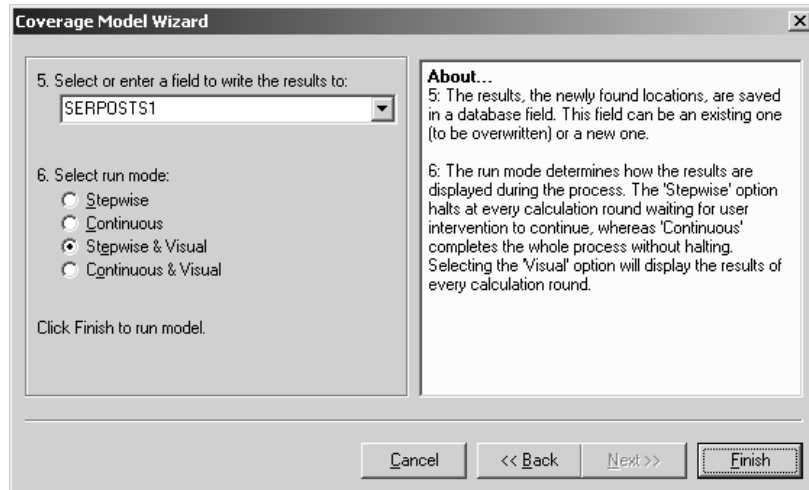 Coverage Model Wizard
5. Select or enter a field to write the results to:
SERPOSTS1
6. Select run mode:
Stepwise
Continuous
Stepwise & Visual
Continuous & Visual
Click Finish to run model.
About...
5: The results, the newly found locations, are saved
in a database field. This field can be an existing one
(to be overwritten) or a new one.
6: The run mode determines how the results are
displayed during the process. The 'Stepwise' option
halts at every calculation round waiting for user
intervention to continue, whereas 'Continuous'
completes the whole process without halting.
Selecting the 'Visual' option will display the results of
every calculation round.
Cancel
<< Back
Next >>
Finish